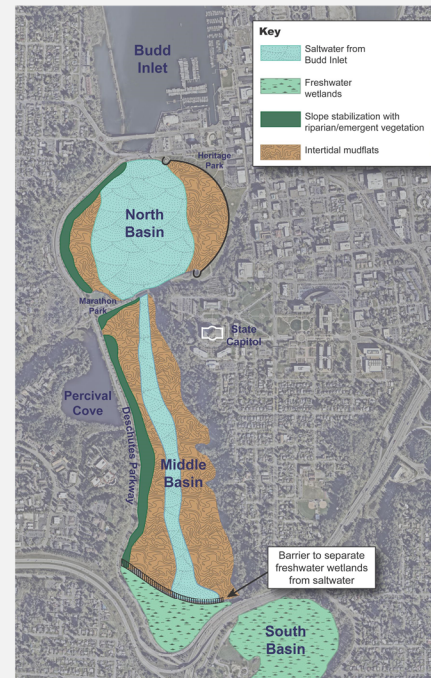 Budd
Inlet
Key
Saltwater from
Budd Inlet
Freshwater
wetlands
Slope stabilization with
riparian/emergent vegetation
Intertidal mudflats
Heritage
Park
North
Basin
Marathon
Park
State
Capitol
Percival
Cove
Deschutes Parkway
Middle
Basin
Barrier to separate
freshwater wetlands
from saltwater
South
Basin